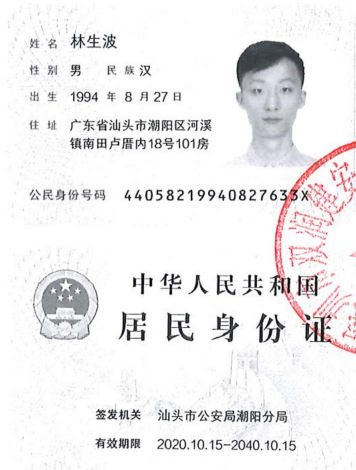 姓名 林生波
性别 男 民族 汉
出生 1994 年 8 月 27 日
住址 广东省汕头市潮阳区河溪
镇南田卢厝内18号101房
公民身份号码 44058219940827633X
中华人民共和国
居民身份证
签发机关 汕头市公安局潮阳分局
有效期限 2020.10.15-2040.10.15